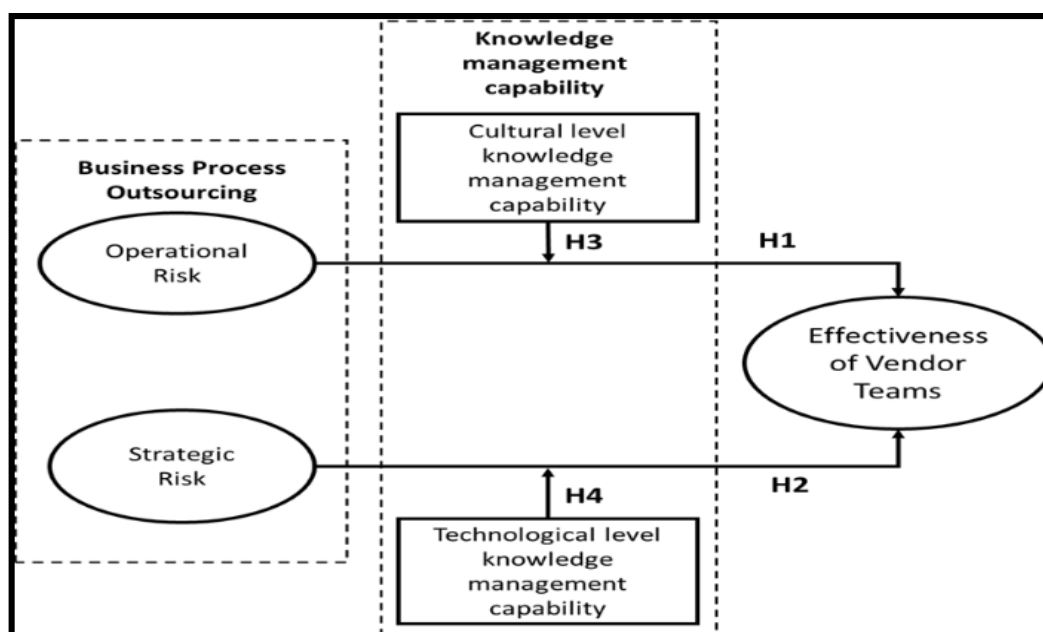 Knowledge
management
capability
Cultural level
knowledge
management
capability
Business Process
Outsourcing
Operational
Risk
H3
H1
Effectiveness
of Vendor
Teams
Strategic
Risk
H4
H2
Technological level
knowledge
management
capability